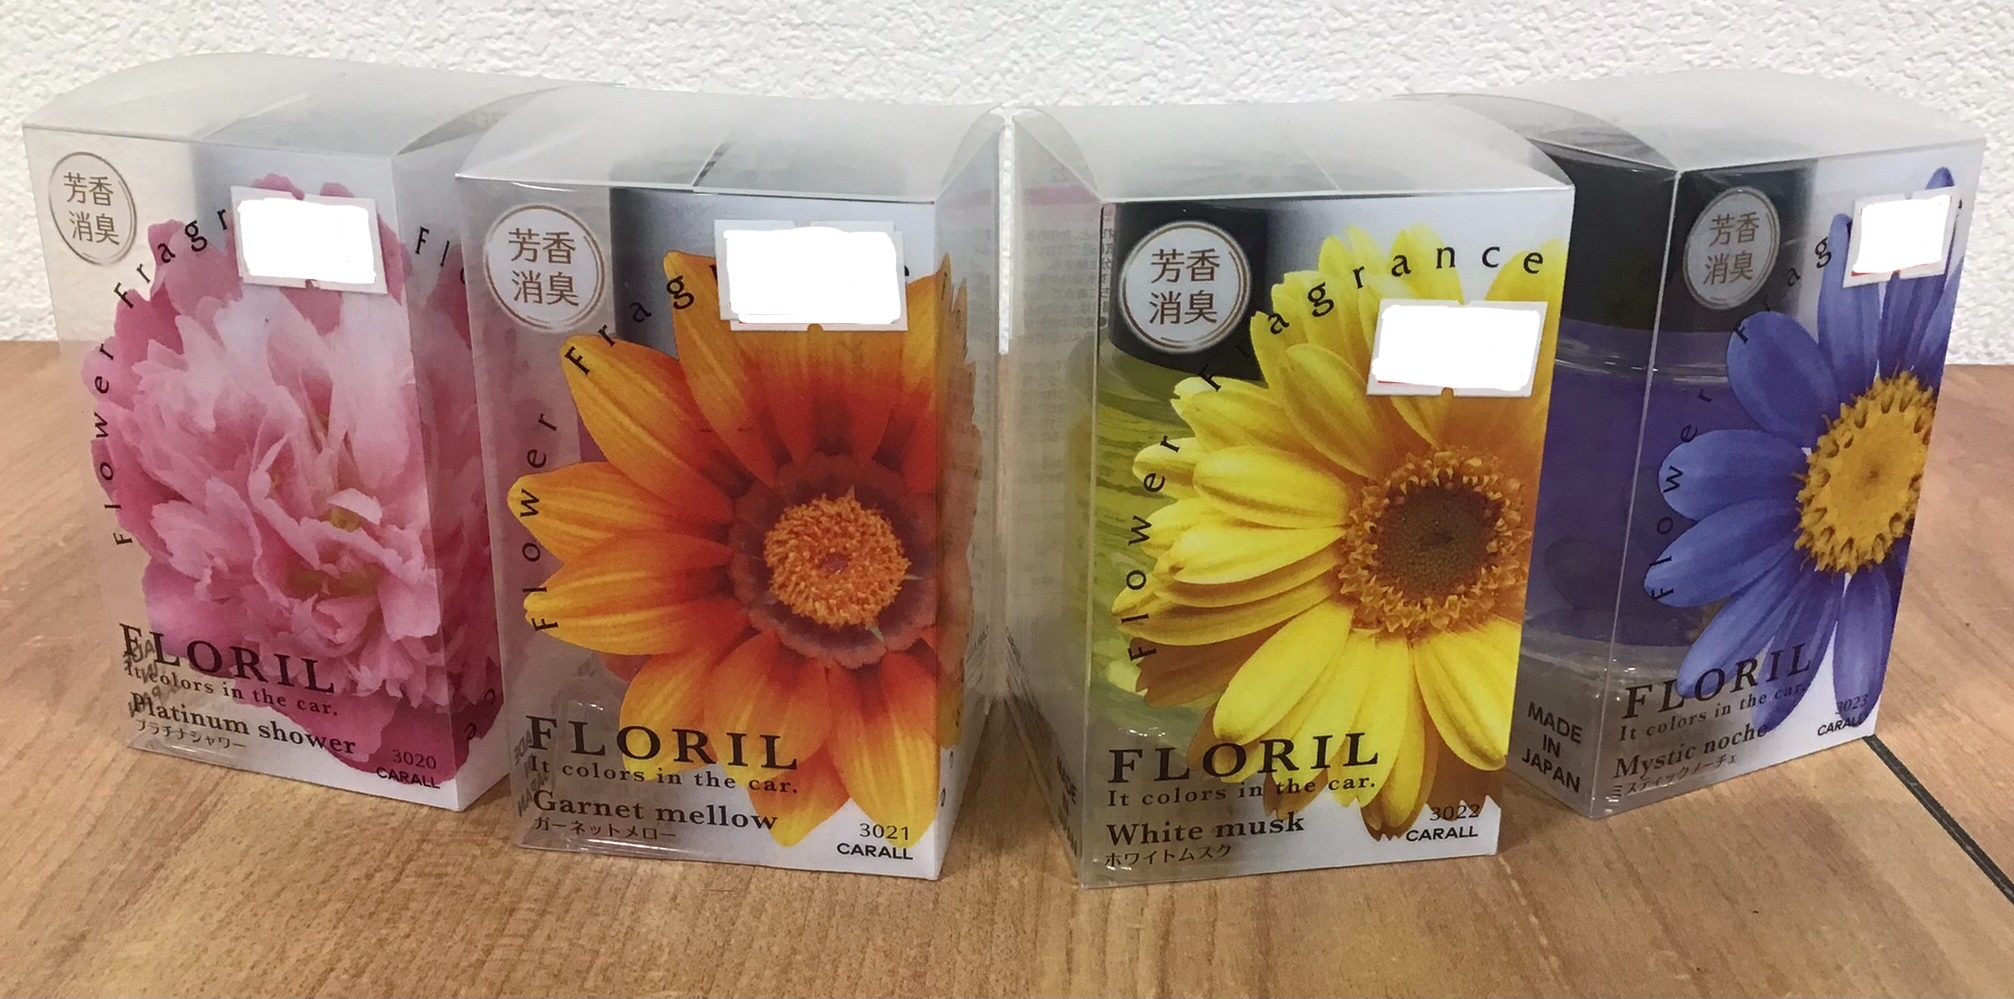 芳香
消臭
Flower Fragr
Flo
FLORIL
It colors in the car.
Platinum shower
プラチナシャワー
3020
CARALL
芳香
消臭
Flower Frag
e
FLORIL
It colors in the car.
Garnet mellow
ガーネットメロー
3021
CARALL
芳香
消臭
Flower Fragrance
FLORIL
It colors in the car.
White musk
ホワイトムスク
3022
CARALL
芳香
消臭
Flower Frag
MADE
IN
JAPAN
FLORIL
It colors in the car.
Mystic noche
ミスティックノーチェ
3023
CARALL